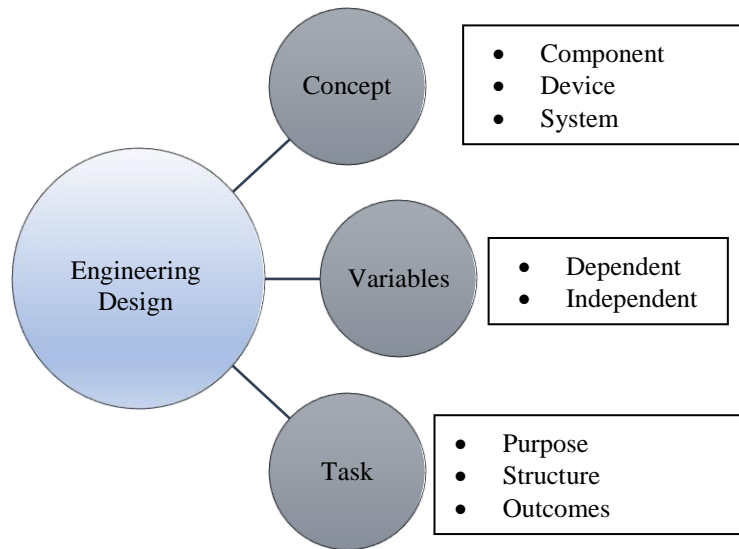 Concept
• Component
• Device
• System
Engineering
Design
Variables
• Dependent
• Independent
Task
• Purpose
• Structure
• Outcomes